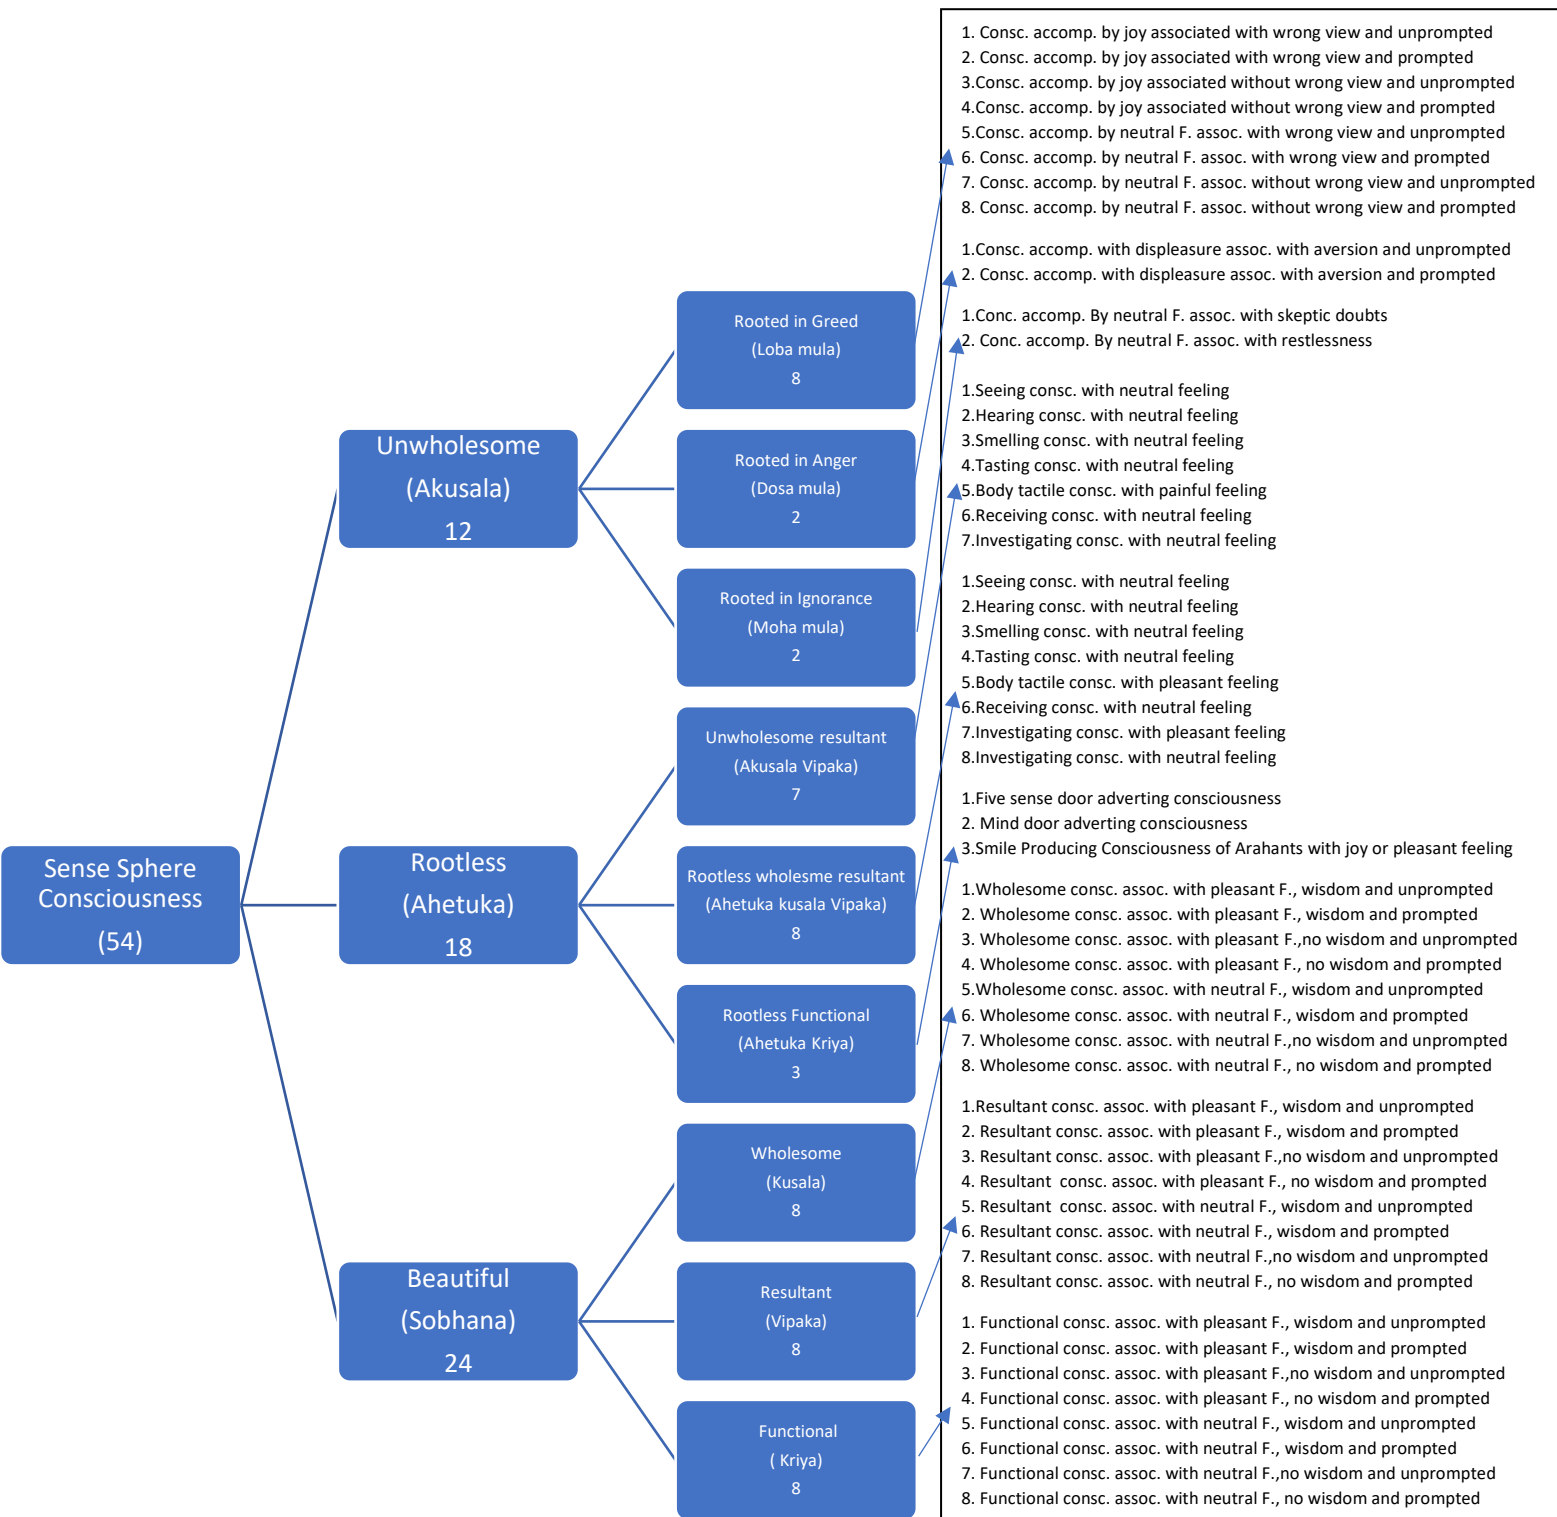 Sense Sphere
Consciousness
(54)
Unwholesome
(Akusala)
12
Rootless
(Ahetuka)
18
Beautiful
(Sobhana)
24
Rooted in Greed
(Loba mula)
8
Rooted in Anger
(Dosa mula)
2
Rooted in Ignorance
(Moha mula)
2
Unwholesome resultant
(Akusala Vipaka)
7
Rootless wholesme resultant
(Ahetuka kusala Vipaka)
8
Rootless Functional
(Ahetuka Kriya)
3
Wholesome
(Kusala)
8
Resultant
(Vipaka)
8
Functional
( Kriya)
8
1. Consc. accomp. by joy associated with wrong view and unprompted
2. Consc. accomp. by joy associated with wrong view and prompted
3.Consc. accomp. by joy associated without wrong view and unprompted
4.Consc. accomp. by joy associated without wrong view and prompted
5.Consc. accomp. by neutral F. assoc. with wrong view and unprompted
6. Consc. accomp. by neutral F. assoc. with wrong view and prompted
7. Consc. accomp. by neutral F. assoc. without wrong view and unprompted
8. Consc. accomp. by neutral F. assoc. without wrong view and prompted
1.Consc. accomp. with displeasure assoc. with aversion and unprompted
2. Consc. accomp. with displeasure assoc. with aversion and prompted
1.Conc. accomp. By neutral F. assoc. with skeptic doubts
2. Conc. accomp. By neutral F. assoc. with restlessness
1.Seeing consc. with neutral feeling
2.Hearing consc. with neutral feeling
3.Smelling consc. with neutral feeling
4.Tasting consc. with neutral feeling
5.Body tactile consc. with painful feeling
6.Receiving consc. with neutral feeling
7.Investigating consc. with neutral feeling
1.Seeing consc. with neutral feeling
2.Hearing consc. with neutral feeling
3.Smelling consc. with neutral feeling
4.Tasting consc. with neutral feeling
5.Body tactile consc. with pleasant feeling
6.Receiving consc. with neutral feeling
7.Investigating consc. with pleasant feeling
8.Investigating consc. with neutral feeling
1.Five sense door adverting consciousness
2. Mind door adverting consciousness
3.Smile Producing Consciousness of Arahants with joy or pleasant feeling
1.Wholesome consc. assoc. with pleasant F., wisdom and unprompted
2. Wholesome consc. assoc. with pleasant F., wisdom and prompted
3. Wholesome consc. assoc. with pleasant F.,no wisdom and unprompted
4. Wholesome consc. assoc. with pleasant F., no wisdom and prompted
5.Wholesome consc. assoc. with neutral F., wisdom and unprompted
6. Wholesome consc. assoc. with neutral F., wisdom and prompted
7. Wholesome consc. assoc. with neutral F.,no wisdom and unprompted
8. Wholesome consc. assoc. with neutral F., no wisdom and prompted
1.Resultant consc. assoc. with pleasant F., wisdom and unprompted
2. Resultant consc. assoc. with pleasant F., wisdom and prompted
3. Resultant consc. assoc. with pleasant F.,no wisdom and unprompted
4. Resultant  consc. assoc. with pleasant F., no wisdom and prompted
5. Resultant  consc. assoc. with neutral F., wisdom and unprompted
6. Resultant consc. assoc. with neutral F., wisdom and prompted
7. Resultant consc. assoc. with neutral F.,no wisdom and unprompted
8. Resultant consc. assoc. with neutral F., no wisdom and prompted
1. Functional consc. assoc. with pleasant F., wisdom and unprompted
2. Functional consc. assoc. with pleasant F., wisdom and prompted
3. Functional consc. assoc. with pleasant F.,no wisdom and unprompted
4. Functional consc. assoc. with pleasant F., no wisdom and prompted
5. Functional consc. assoc. with neutral F., wisdom and unprompted
6. Functional consc. assoc. with neutral F., wisdom and prompted
7. Functional consc. assoc. with neutral F.,no wisdom and unprompted
8. Functional consc. assoc. with neutral F., no wisdom and prompted